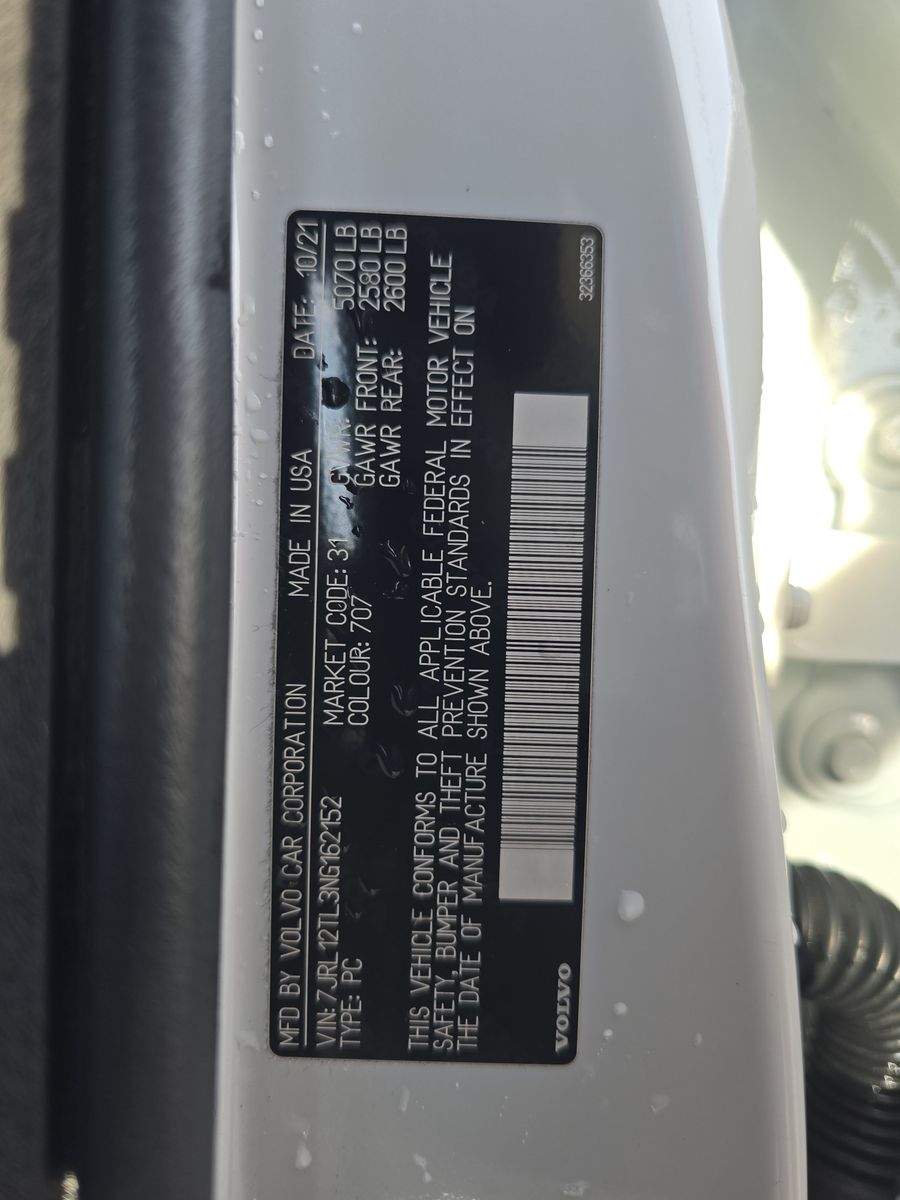 MFD BY VOLVO CAR CORPORATION MADE IN USA DATE: 10/21
VIN: 7JRL12TL3NG162152 MARKET CODE: 31 GVWR: 5070 LB
TYPE: PC COLOUR: 707 GAWR FRONT: 2580 LB
GAWR REAR: 2600 LB
THIS VEHICLE CONFORMS TO ALL APPLICABLE FEDERAL MOTOR VEHICLE
SAFETY, BUMPER AND THEFT PREVENTION STANDARDS IN EFFECT ON
THE DATE OF MANUFACTURE SHOWN ABOVE.
VOLVO 32366353